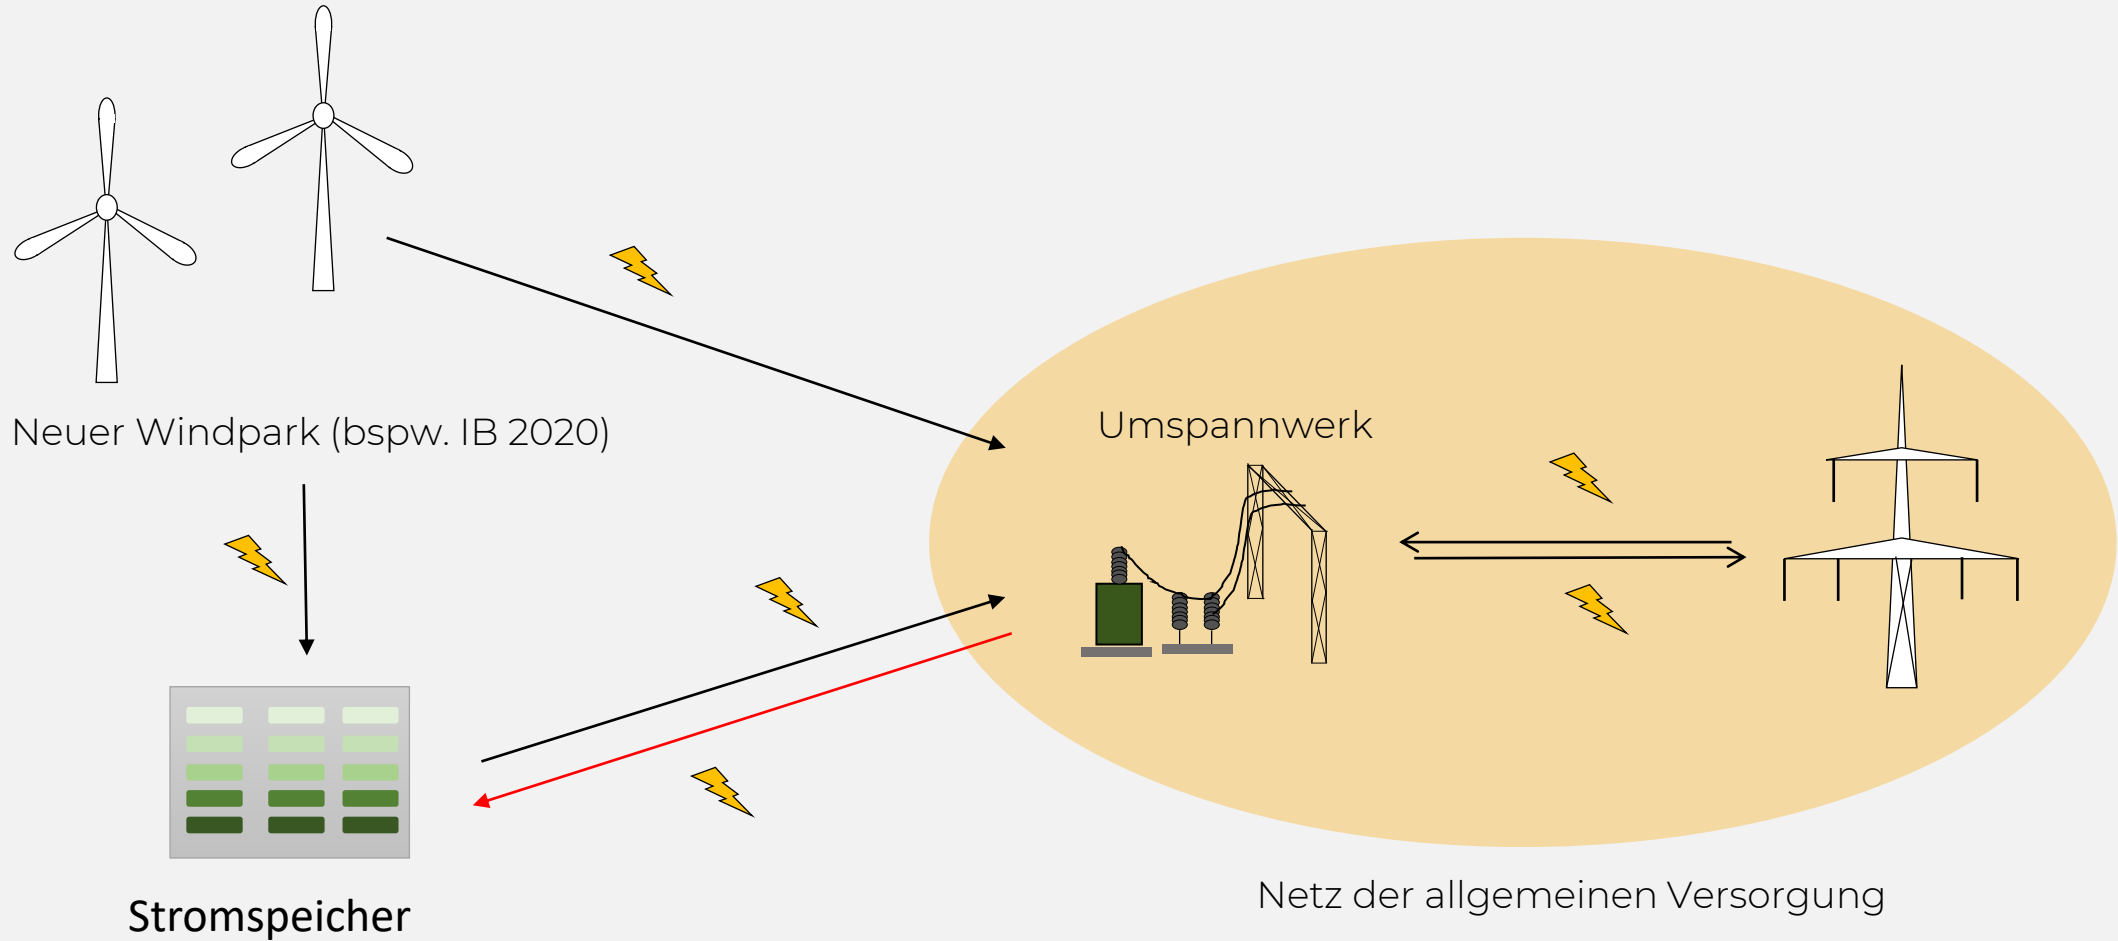 Neuer Windpark (bspw. IB 2020)
Umspannwerk
Stromspeicher
Netz der allgemeinen Versorgung